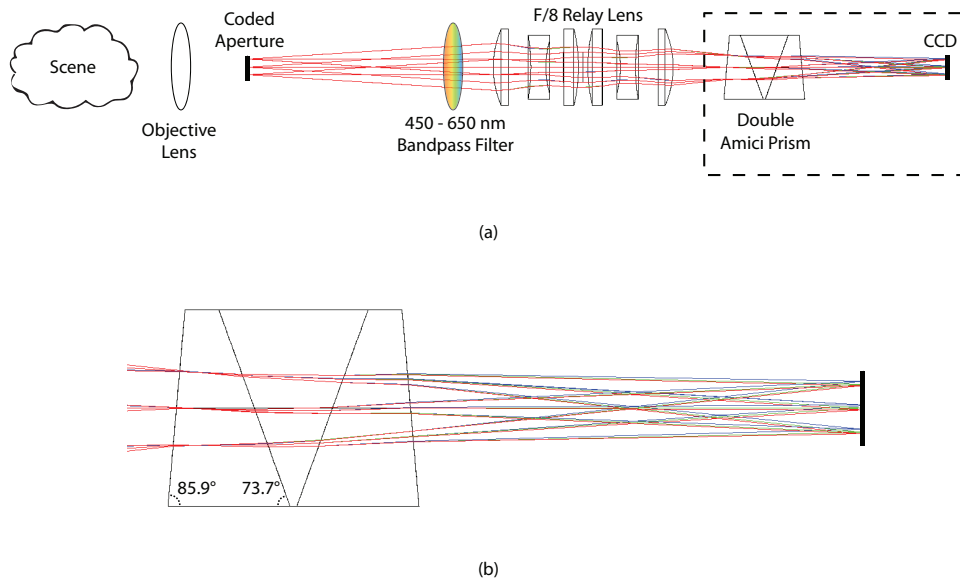 Scene
Objective
Lens
Coded
Aperture
450 - 650 nm
Bandpass Filter
F/8 Relay Lens
Double
Amici Prism
CCD
(a)
85.9°
73.7°
(b)